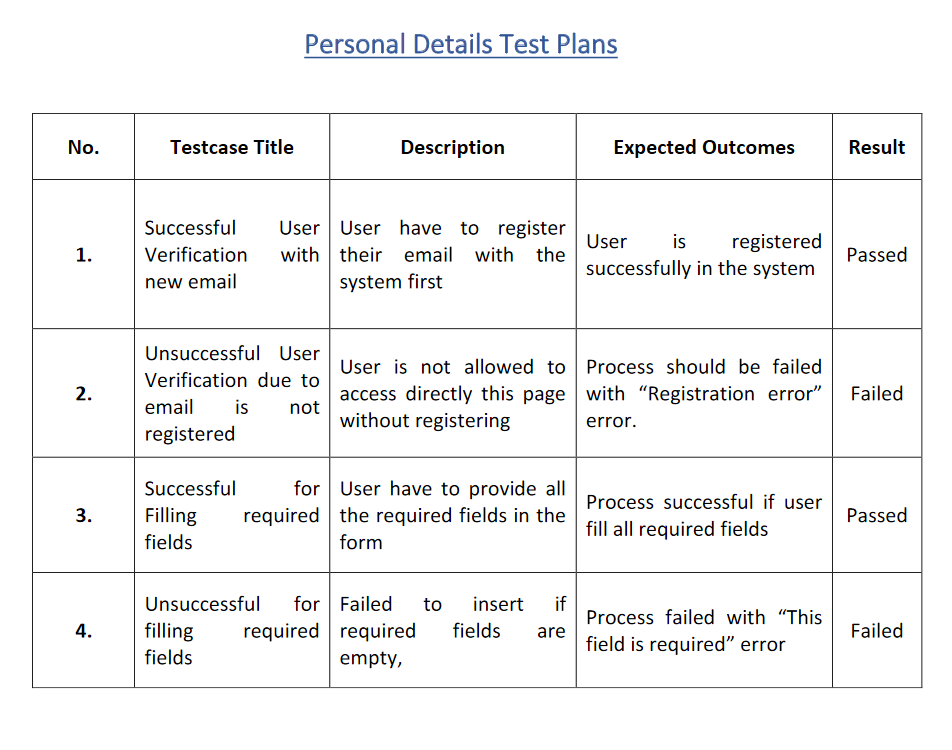 Personal Details Test Plans
No. Testcase Title Description Expected Outcomes Result
1.
Successful User
Verification with
new email
User have to register
their email with the
system first
User is registered
successfully in the system
Passed
2.
Unsuccessful User
Verification due to
email is not
registered
User is not allowed to
access directly this page
without registering
Process should be failed
with “Registration error”
error.
Failed
3.
Successful for
Filling required
fields
User have to provide all
the required fields in the
form
Process successful if user
fill all required fields
Passed
4.
Unsuccessful for
filling required
fields
Failed to insert if
required fields are
empty,
Process failed with “This
field is required” error
Failed